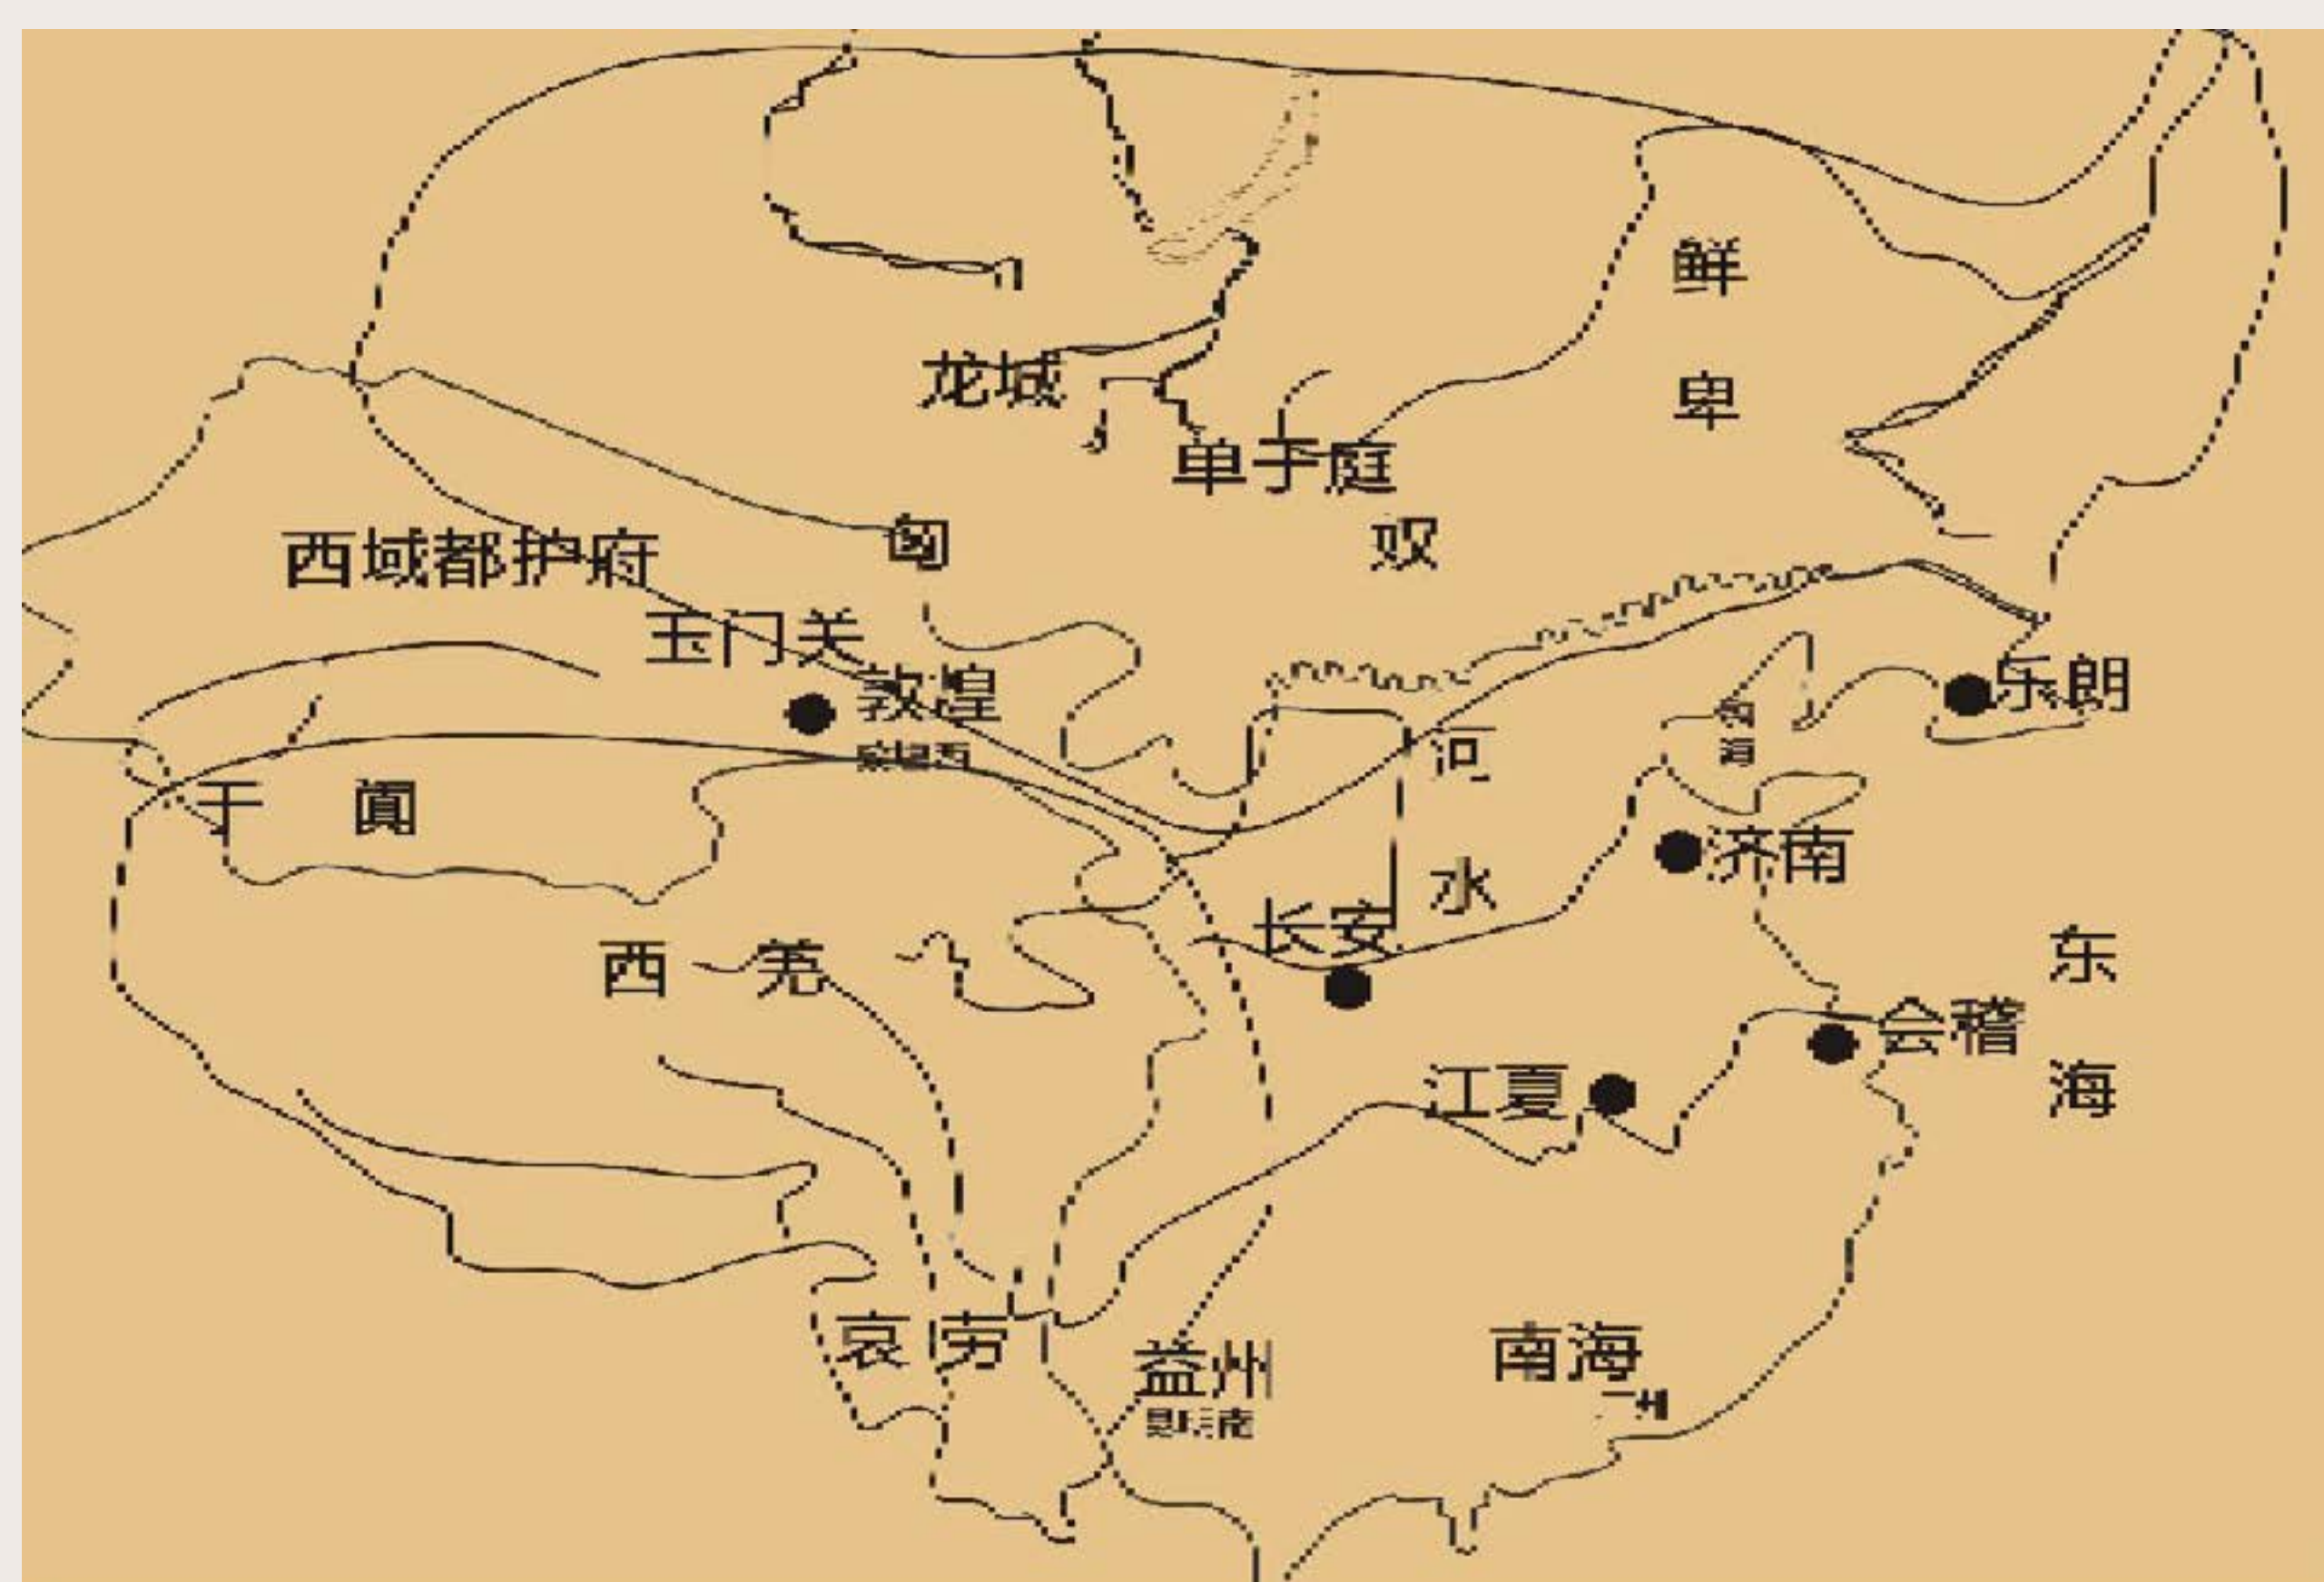 鲜
卑
龙城
单于庭
匈
奴
西域都护府
玉门关
敦煌
乐朗
河
水
于
阗
济南
长安
西
羌
东
海
会稽
江夏
哀
劳
益州
南海